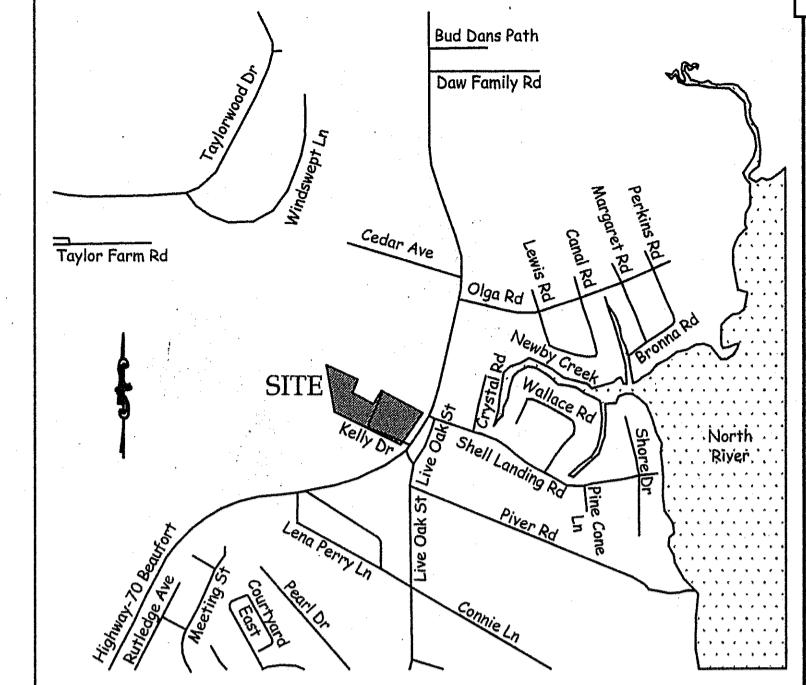 Bud Dans Path
Daw Family Rd
Taylorwood Dr
Windswept Ln
Taylor Farm Rd
Cedar Ave
Olga Rd
Lewis Rd
Canal Rd
Margaret Rd
Perkins Rd
Bronna Rd
Newby Creek
SITE
Crystal Rd
Wallace Rd
Kelly Dr
Live Oak St
Shell Landing Rd
Shore Dr
North
River
Pine Cone
Ln
Live Oak St
Piver Rd
Lena Perry Ln
Connie Ln
Highway-70 Beaufort
Rutledge Ave
Meeting St
Courtyard
East
Pearl Dr